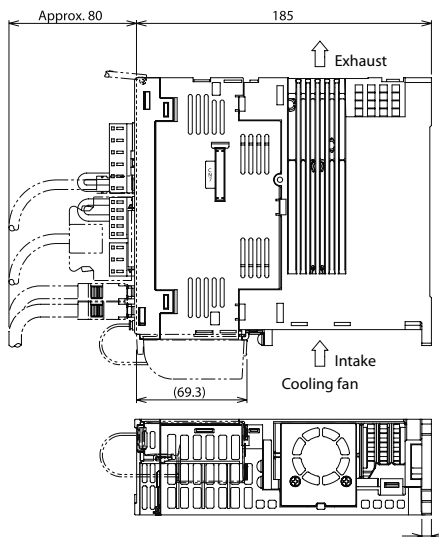 Approx. 80
185
Exhaust
Intake
Cooling fan
(69.3)